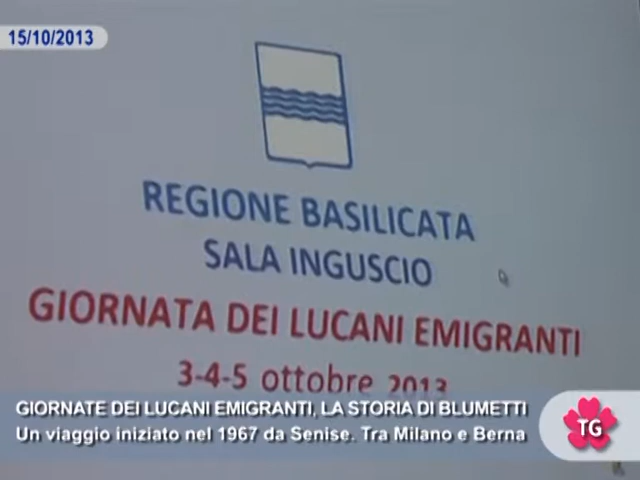 15/10/2013
REGIONE BASILICATA
SALA INGUSCIO
GIORNATA DEI LUCANI EMIGRANTI
3-4-5 ottobre 2013
GIORNATE DEI LUCANI EMIGRANTI, LA STORIA DI BLUMETTI
Un viaggio iniziato nel 1967 da Senise. Tra Milano e Berna
TG